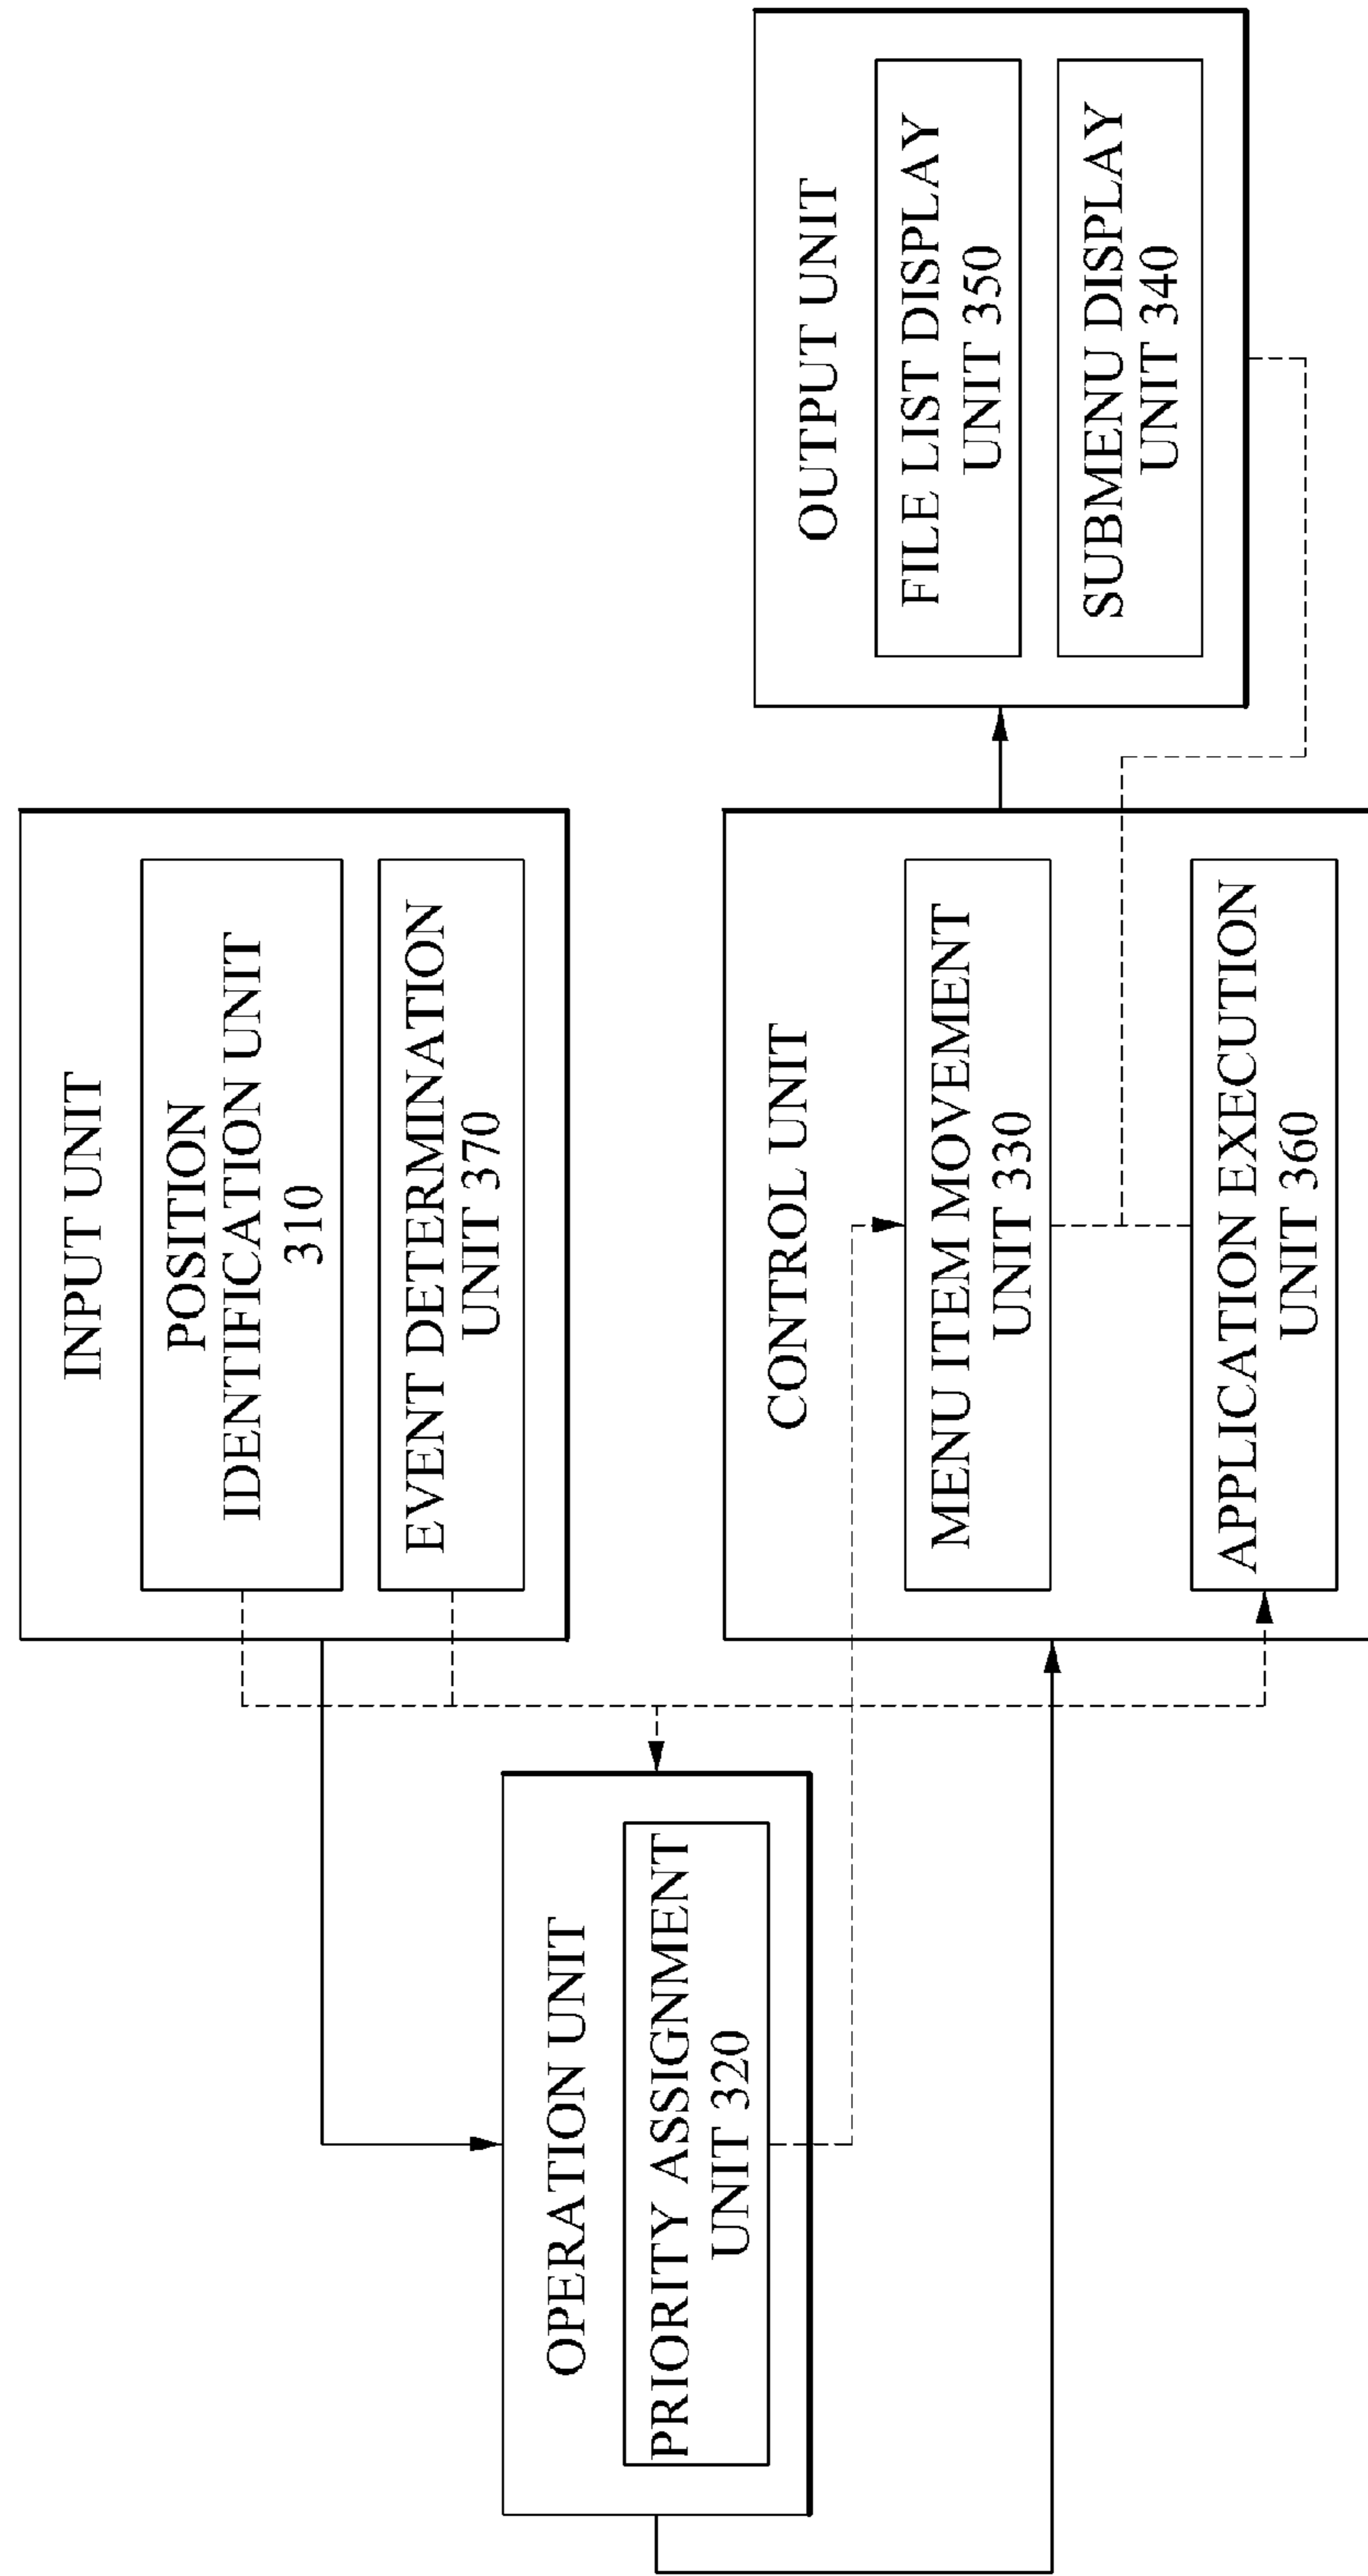 INPUT UNIT
POSITION
IDENTIFICATION UNIT
310
EVENT DETERMINATION
UNIT 370
OPERATION UNIT
PRIORITY ASSIGNMENT
UNIT 320
CONTROL UNIT
MENU ITEM MOVEMENT
UNIT 330
APPLICATION EXECUTION
UNIT 360
OUTPUT UNIT
FILE LIST DISPLAY
UNIT 350
SUBMENU DISPLAY
UNIT 340